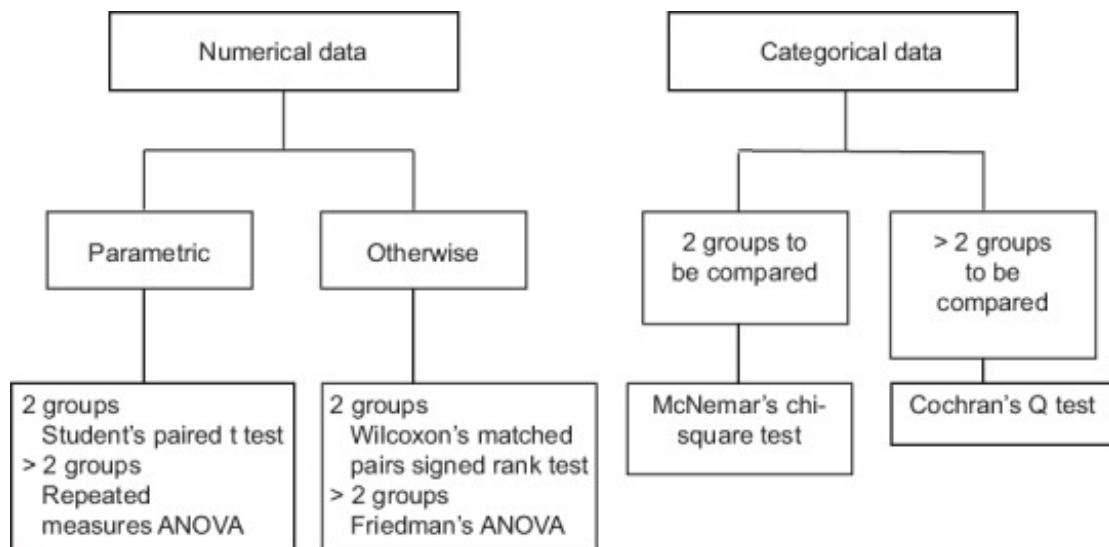 Numerical data
Categorical data
Parametric
Otherwise
2 groups to
be compared
> 2 groups
to be
compared
2 groups
Student's paired t test
> 2 groups
Repeated
measures ANOVA
2 groups
Wilcoxon's matched
pairs signed rank test
> 2 groups
Friedman's ANOVA
McNemar's chi-
square test
Cochran's Q test